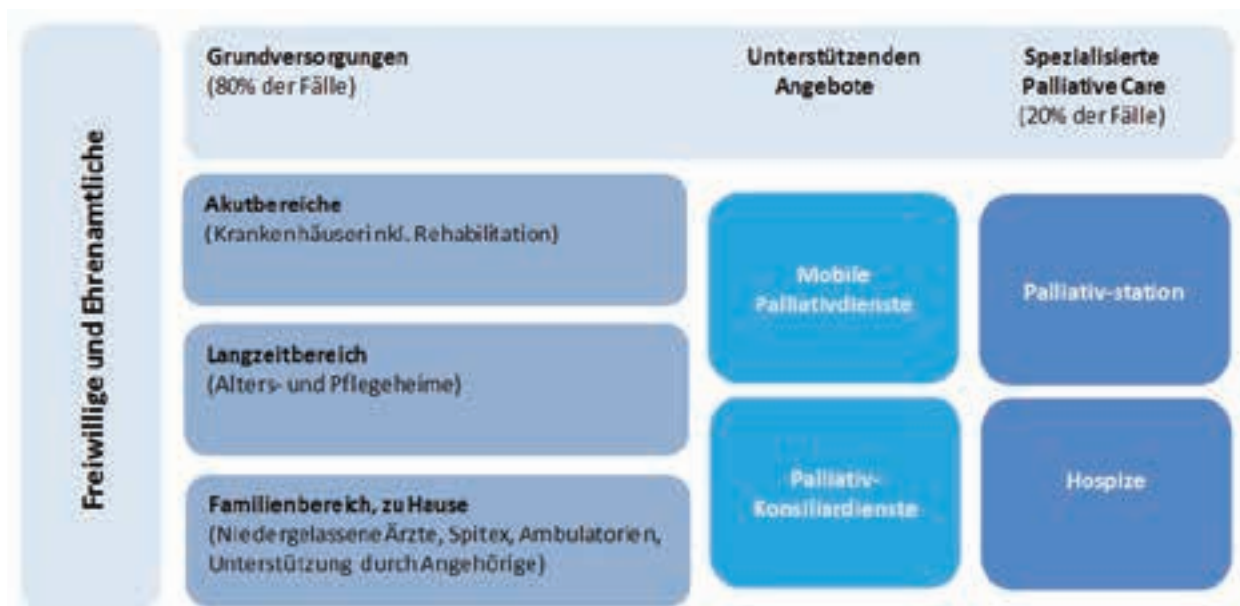 Freiwillige und Ehrenamtliche
Grundversorgungen
(80% der Fälle)
Unterstützenden
Angebote
Spezialisierte
Palliative Care
(20% der Fälle)
Akutbereiche
(Krankenhäuser inkl. Rehabilitation)
Langzeitbereich
(Alters- und Pflegeheime)
Familienbereich, zu Hause
(Niedergelassene Ärzte, Spitex, Ambulatorien,
Unterstützung durch Angehörige)
Mobile
Palliativdienste
Palliativ-
Konsiliardienste
Palliativ-station
Hospize